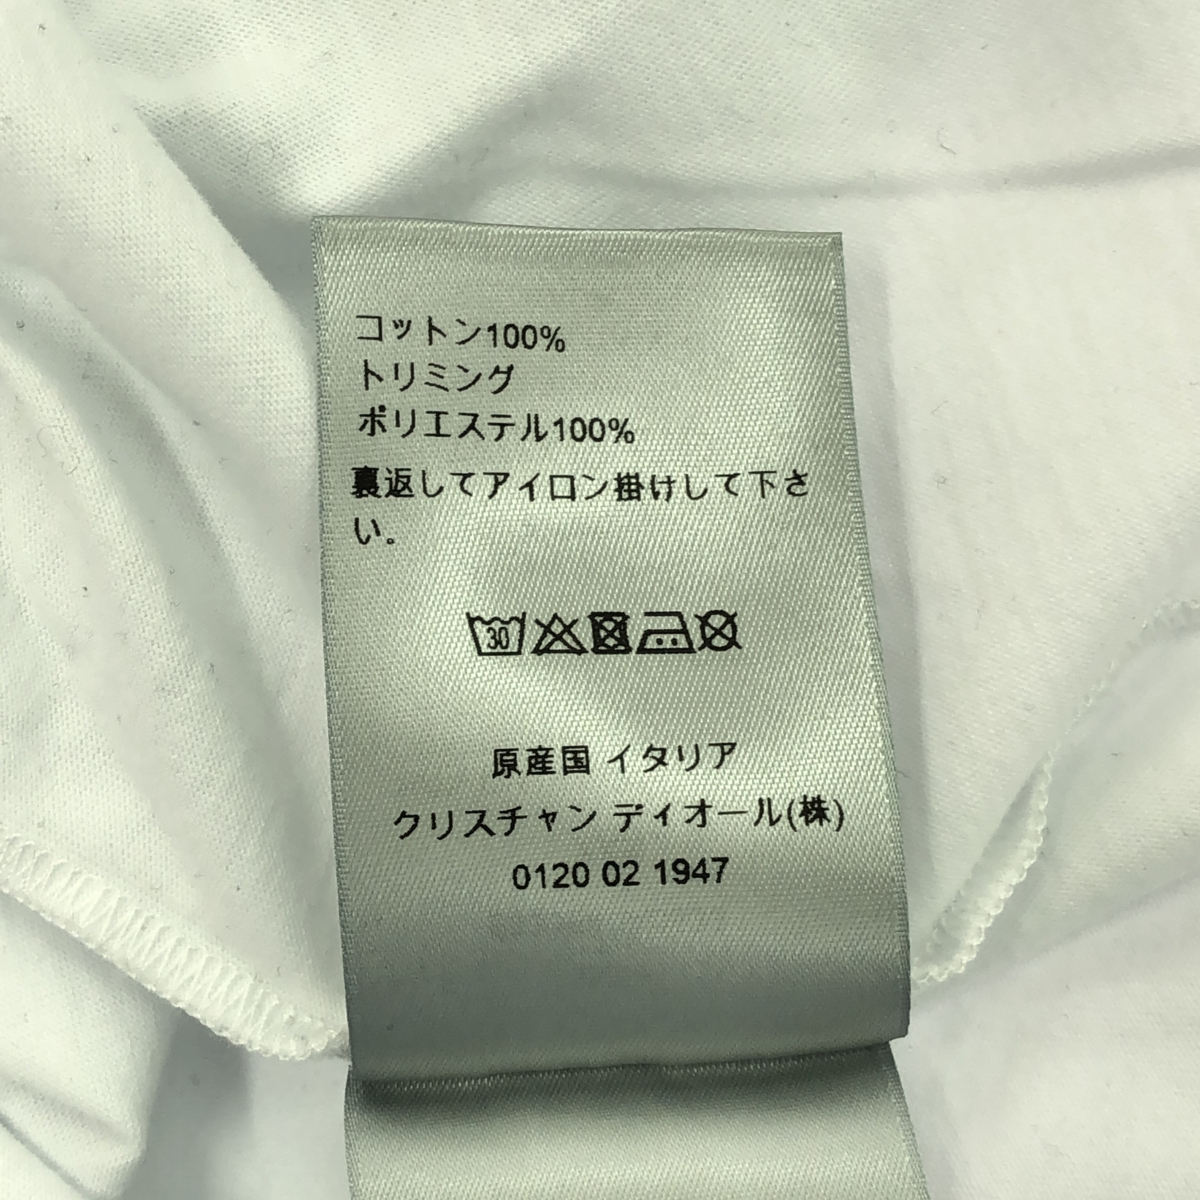 コットン100%
トリミング
ポリエステル100%
裏返してアイロン掛けして下さ
い。
30
原産国 イタリア
クリスチャン ディオール(株)
0120 02 1947